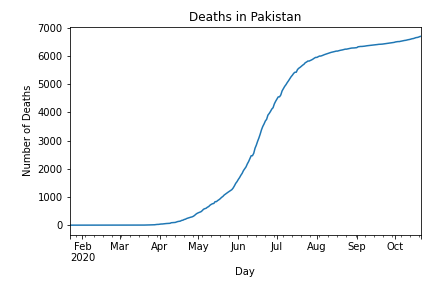 Deaths in Pakistan
Number of Deaths
7000
6000
5000
4000
3000
2000
1000
0
Feb Mar Apr May Jun Jul Aug Sep Oct
2020
Day